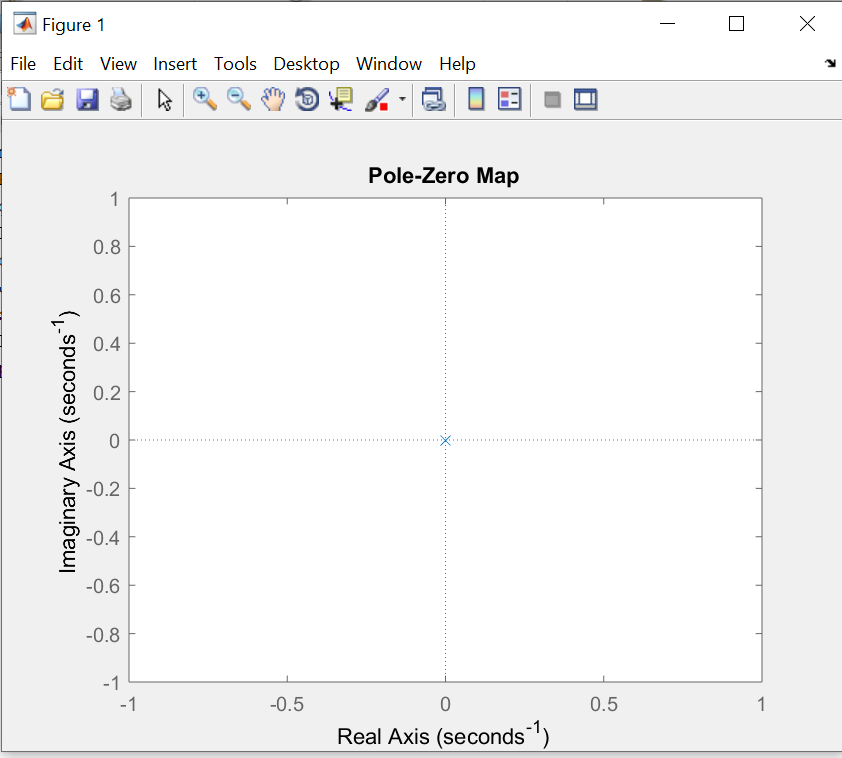 Figure 1
File Edit View Insert Tools Desktop Window Help
Pole-Zero Map
1
0.8
0.6
0.4
0.2
0
-0.2
-0.4
-0.6
-0.8
-1
Imaginary Axis (seconds⁻¹)
-1 -0.5 0 0.5 1
Real Axis (seconds⁻¹)